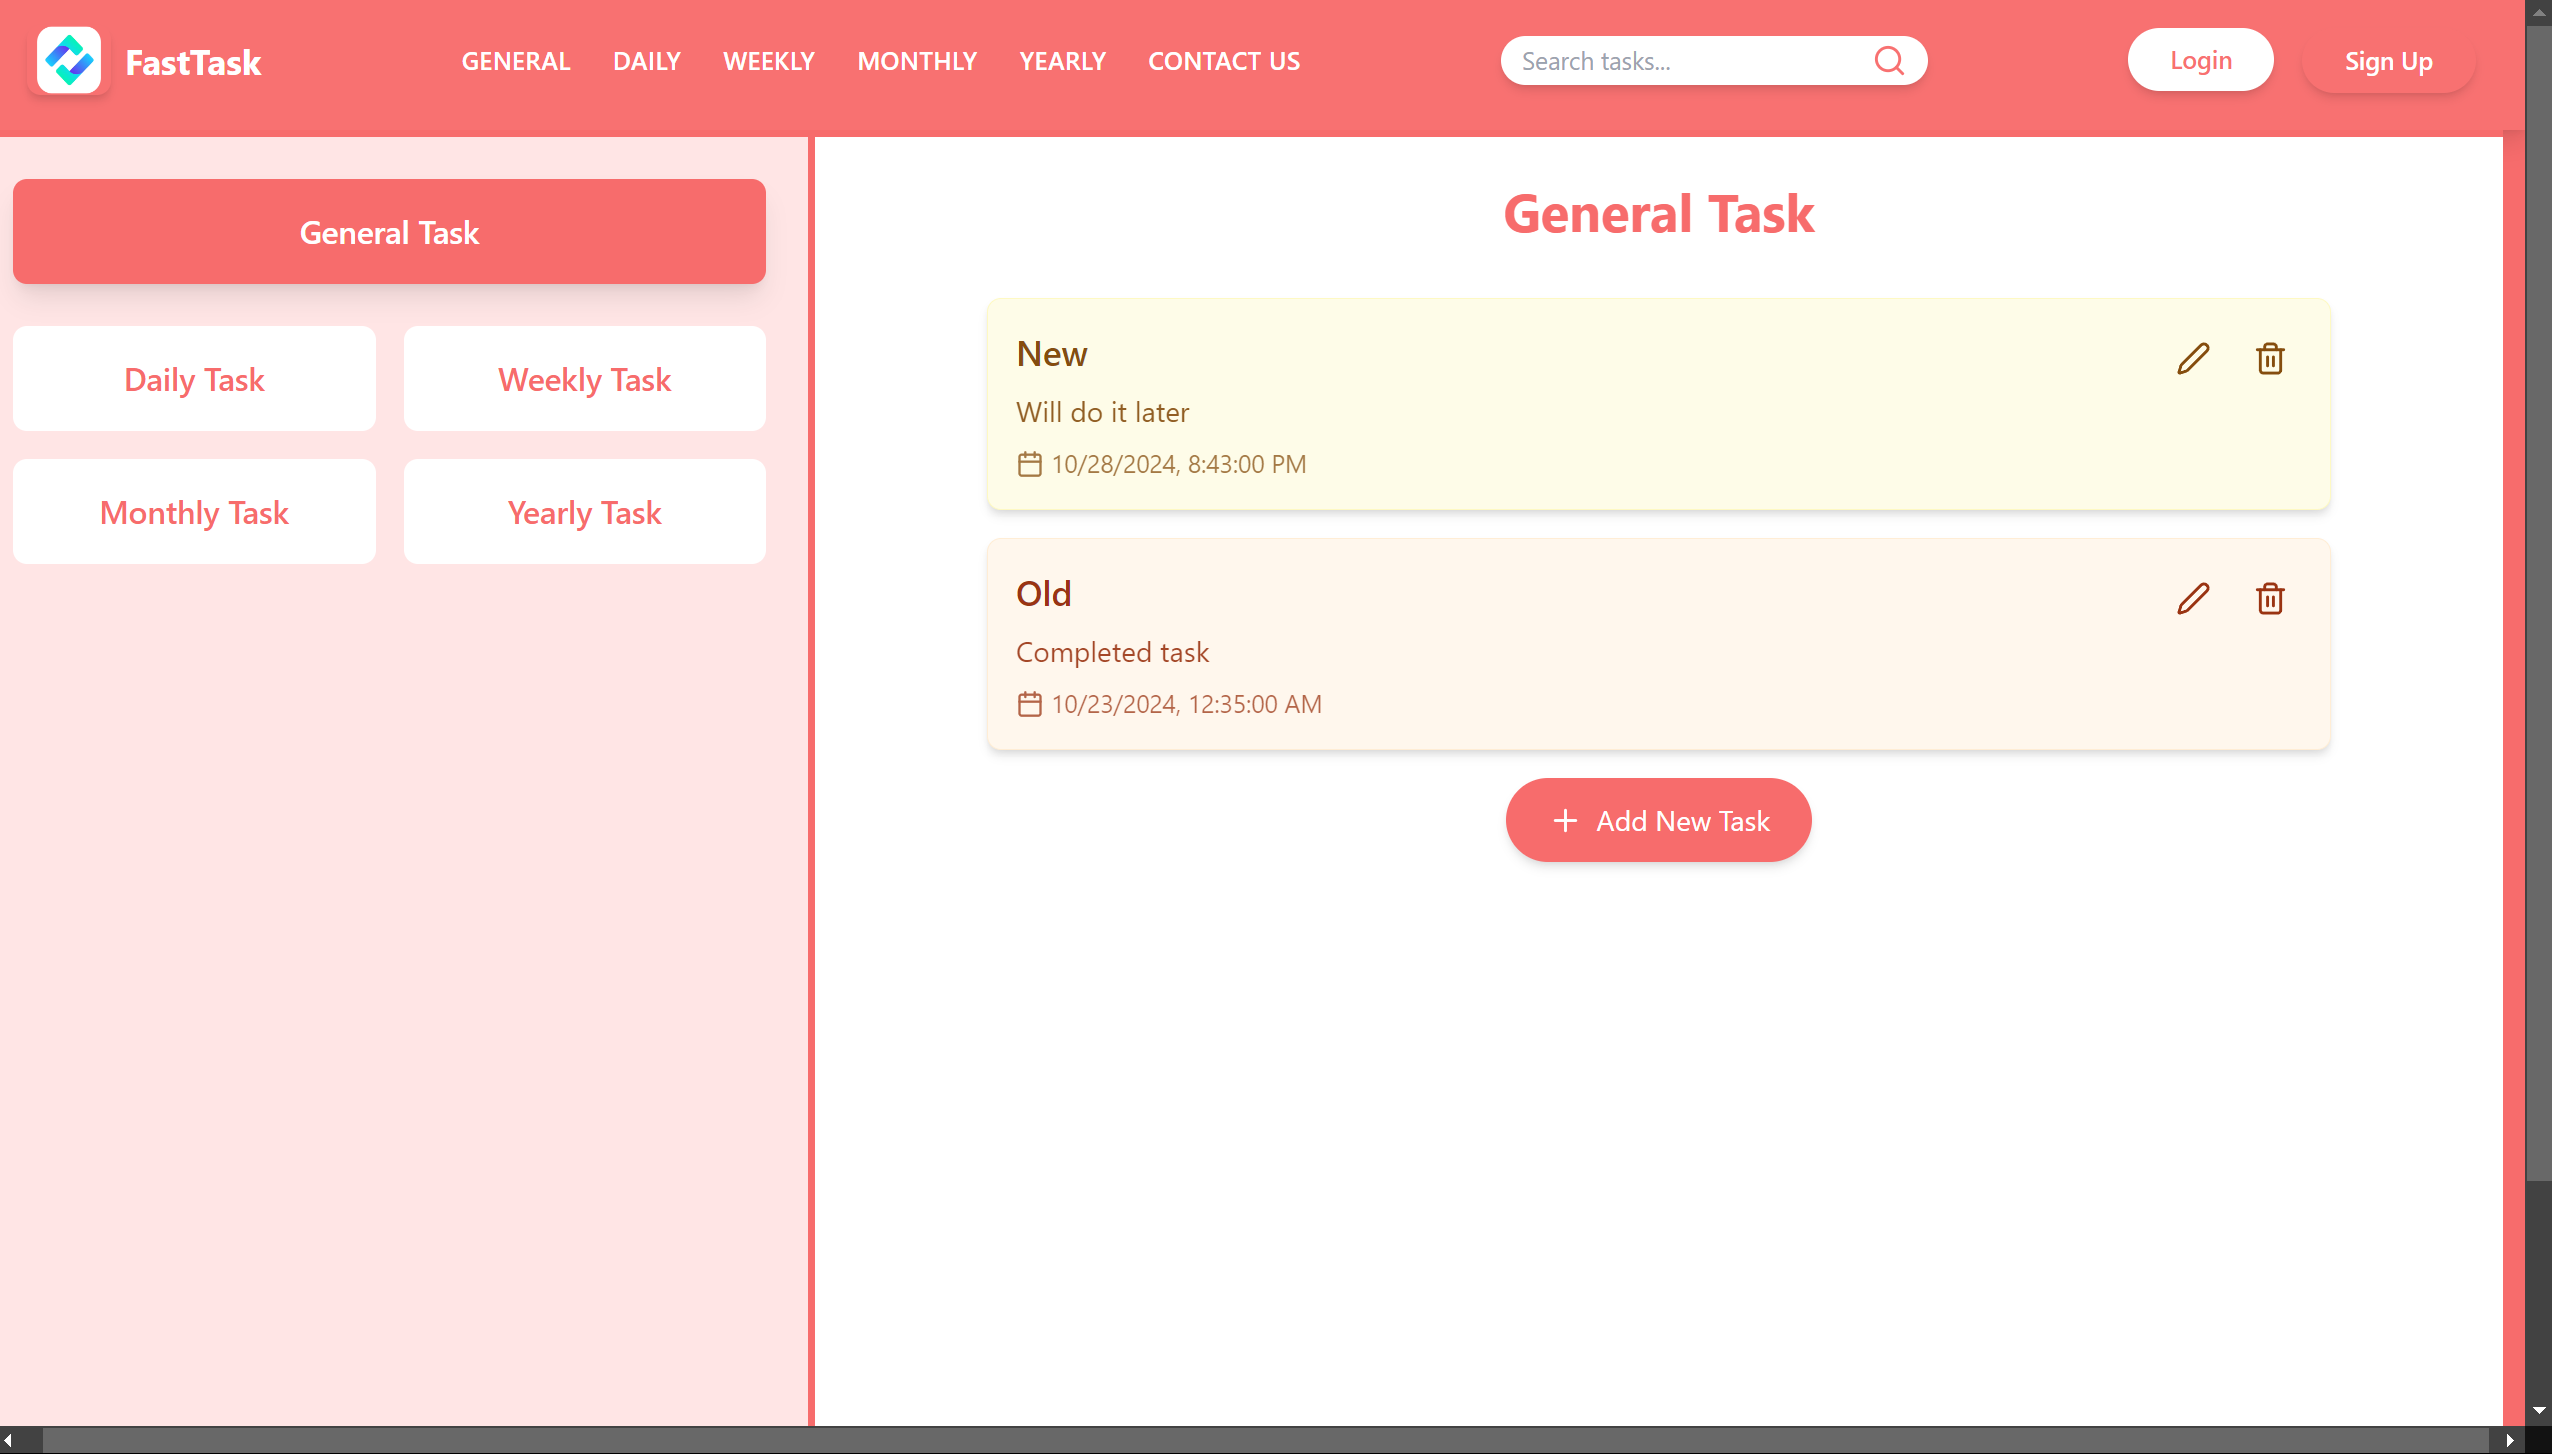 FastTask
GENERAL DAILY WEEKLY MONTHLY YEARLY CONTACT US
Search tasks...
Login
Sign Up
General Task
Daily Task
Weekly Task
Monthly Task
Yearly Task
General Task
New
Will do it later
10/28/2024, 8:43:00 PM
Old
Completed task
10/23/2024, 12:35:00 AM
Add New Task